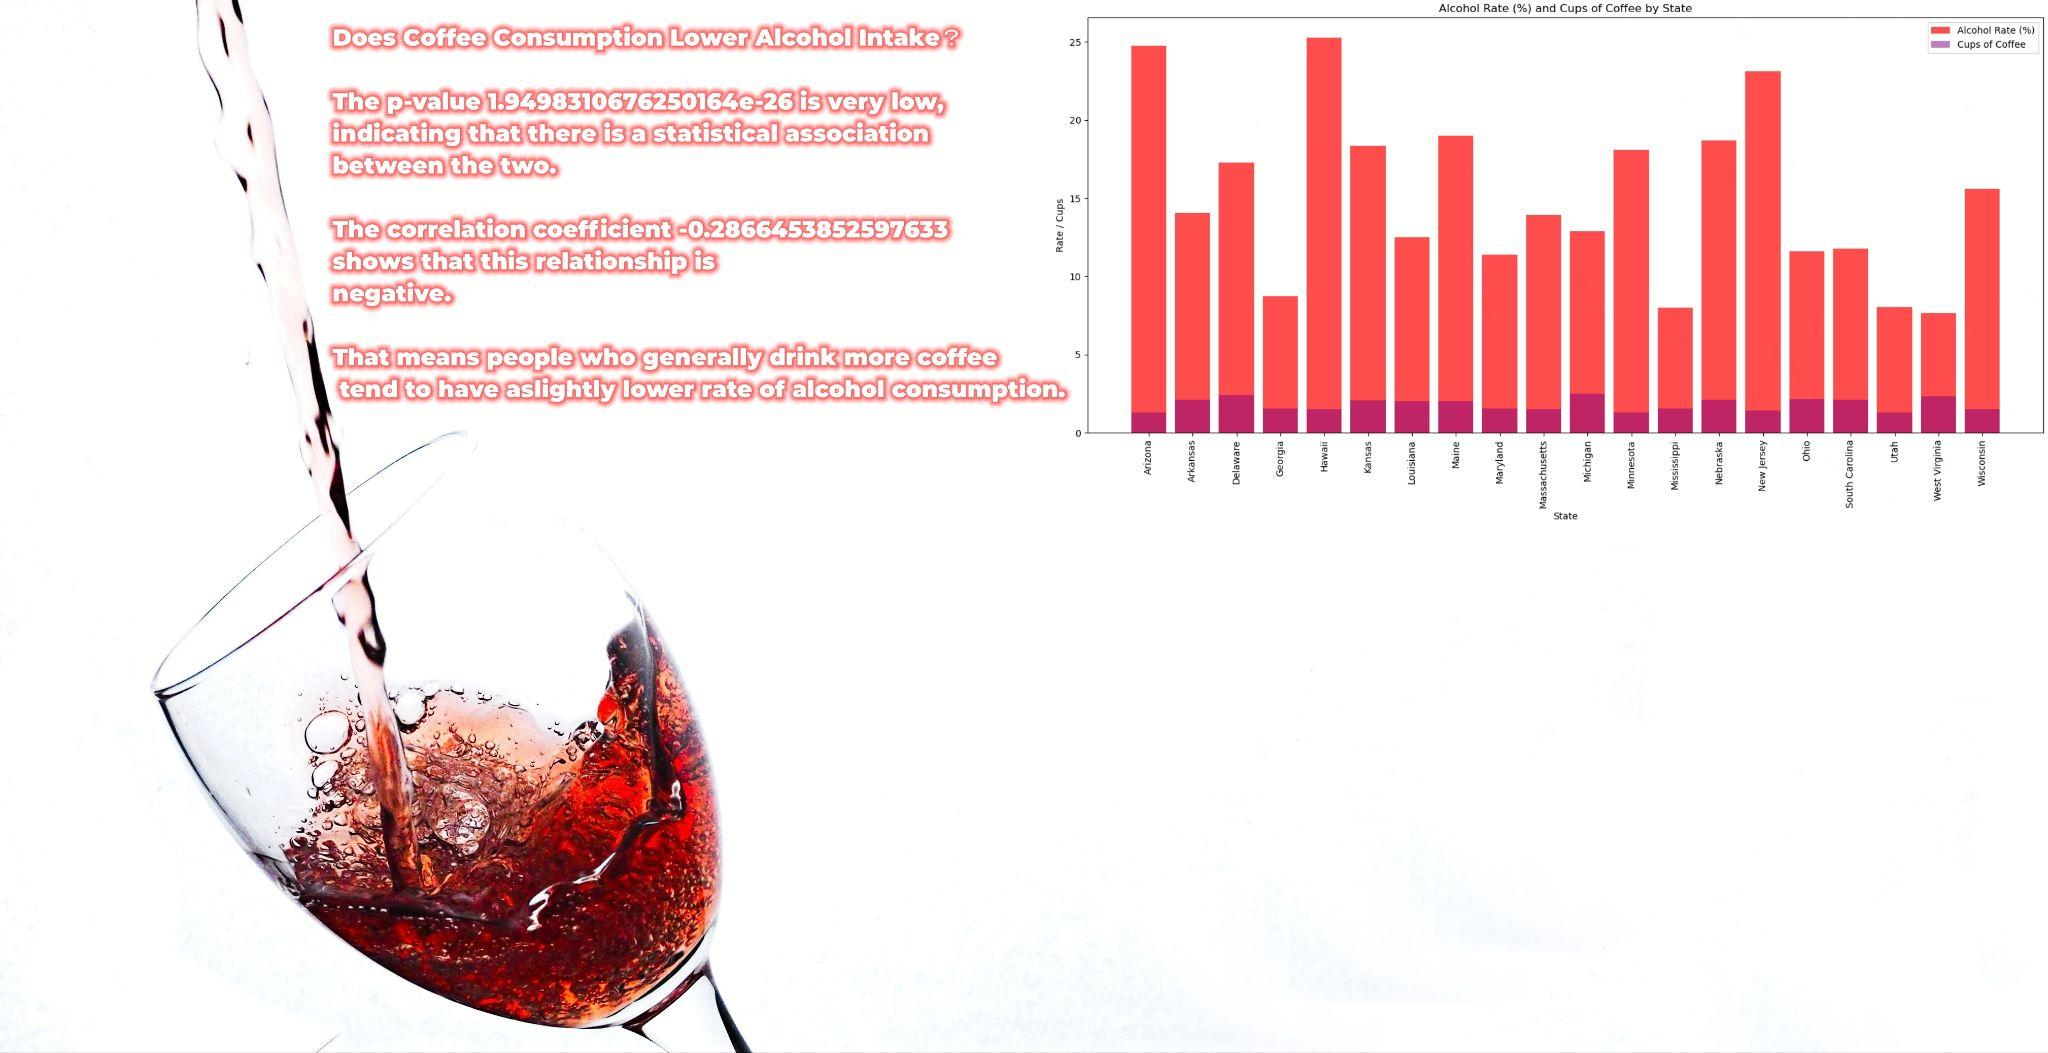 Does Coffee Consumption Lower Alcohol Intake?
The p-value 1.9498310676250164e-26 is very low,
indicating that there is a statistical association
between the two.
The correlation coefficient -0.2866453852597633
shows that this relationship is
negative.
That means people who generally drink more coffee
tend to have aslightly lower rate of alcohol consumption.
Alcohol Rate (%) and Cups of Coffee by State
Alcohol Rate (%)
Cups of Coffee
Rate / Cups
25
20
15
10
5
0
Arizona
Arkansas
Delaware
Georgia
Hawaii
Kansas
Louisiana
Maine
Maryland
Massachusetts
Michigan
Minnesota
Mississippi
Nebraska
New Jersey
Ohio
South Carolina
Utah
West Virginia
Wisconsin
State